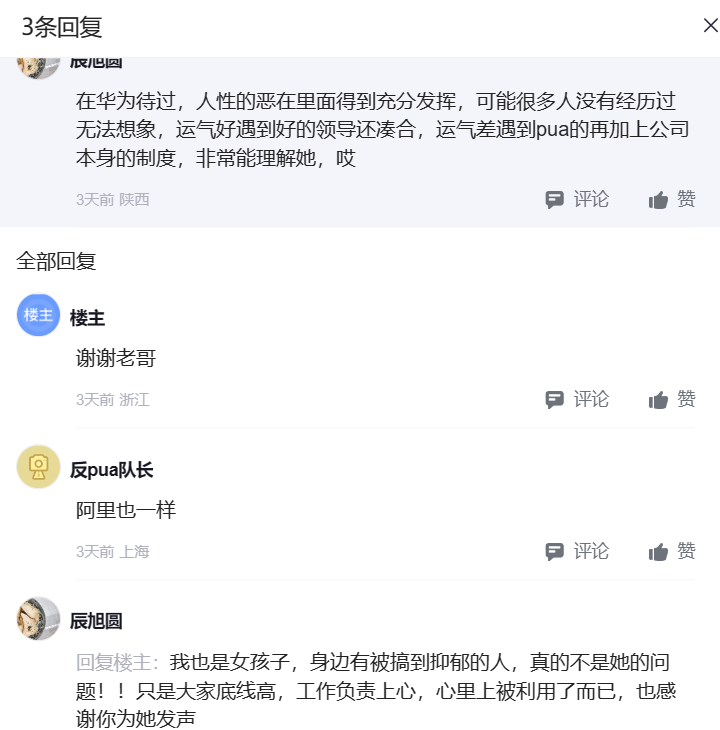 3条回复
辰旭圆
在华为待过，人性的恶在里面得到充分发挥，可能很多人没有经历过
无法想象，运气好遇到好的领导还凑合，运气差遇到pua的再加上公司
本身的制度，非常能理解她，哎
3天前 陕西
评论 赞
全部回复
楼主
楼主
谢谢老哥
3天前 浙江
评论 赞
反pua队长
阿里也一样
3天前 上海
评论 赞
辰旭圆
回复楼主：我也是女孩子，身边有被搞到抑郁的人，真的不是她的问
题！！只是大家底线高，工作负责上心，心里上被利用了而已，也感
谢你为她发声